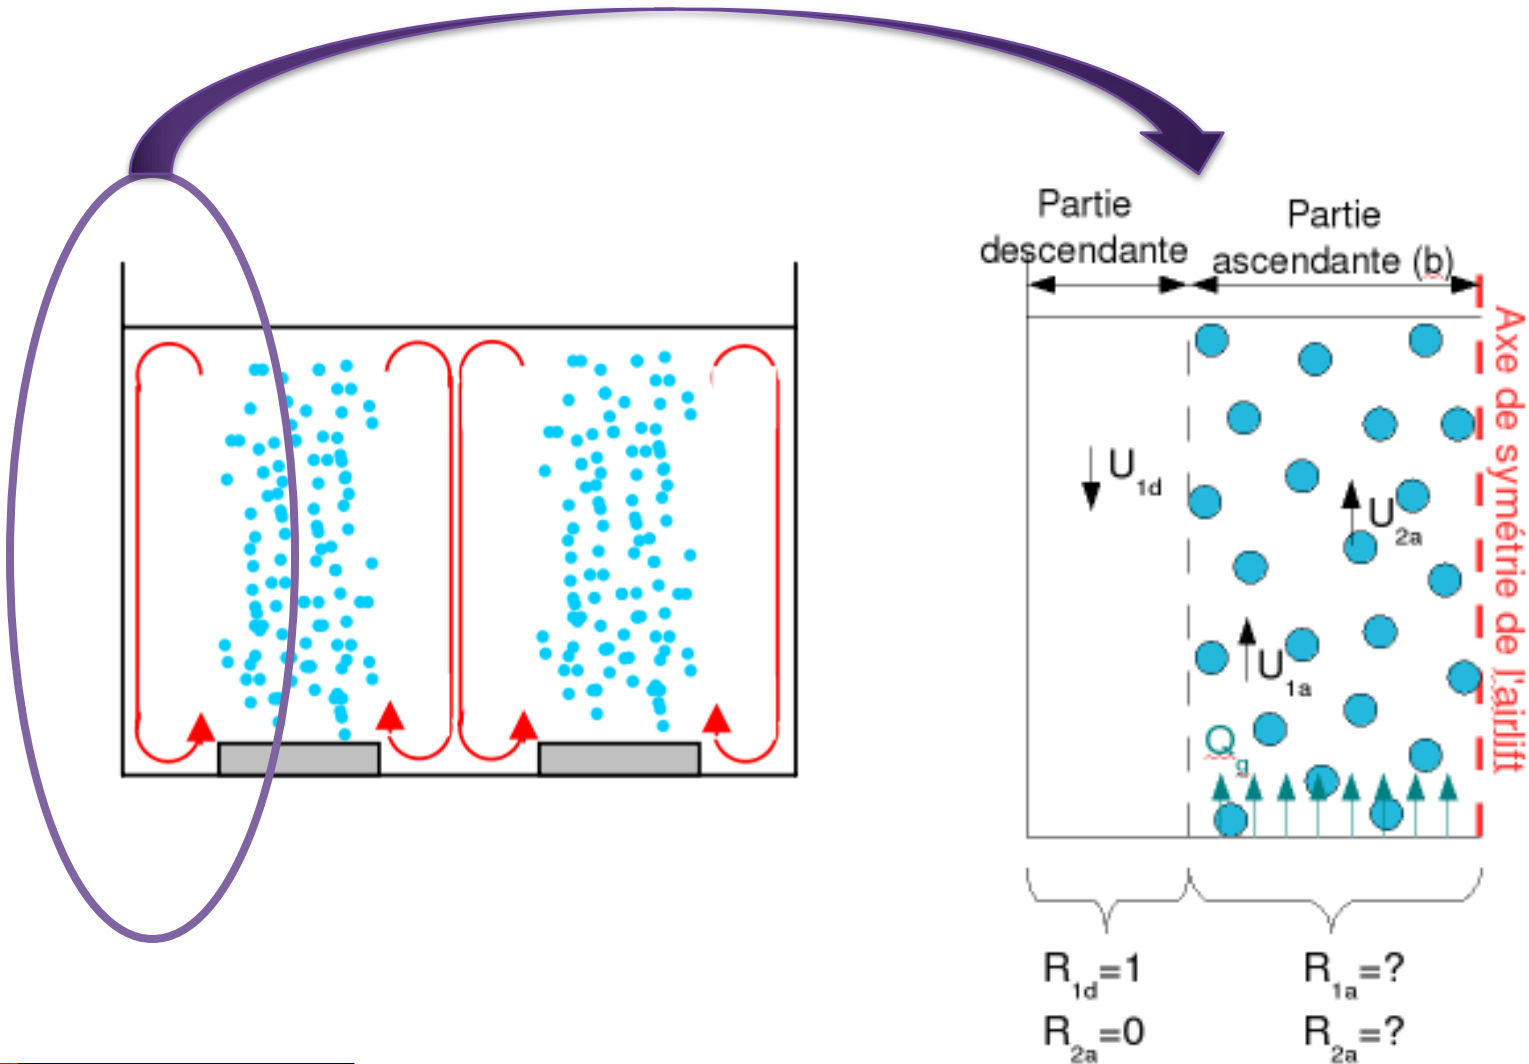 Partie
descendante
Partie
ascendante (b)
Axe de symétrie de l'airlift
U1d
U2a
U1a
Qg
R1d=1
R2a=0
R1a=?
R2a=?